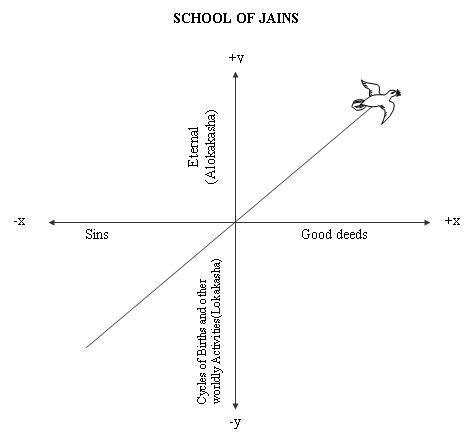 SCHOOL OF JAINS
+y
Eternal
(Alokakasha)
-x
+x
Sins
Good deeds
Cycles of Births and other
worldly Activities(Lokakasha)
-y